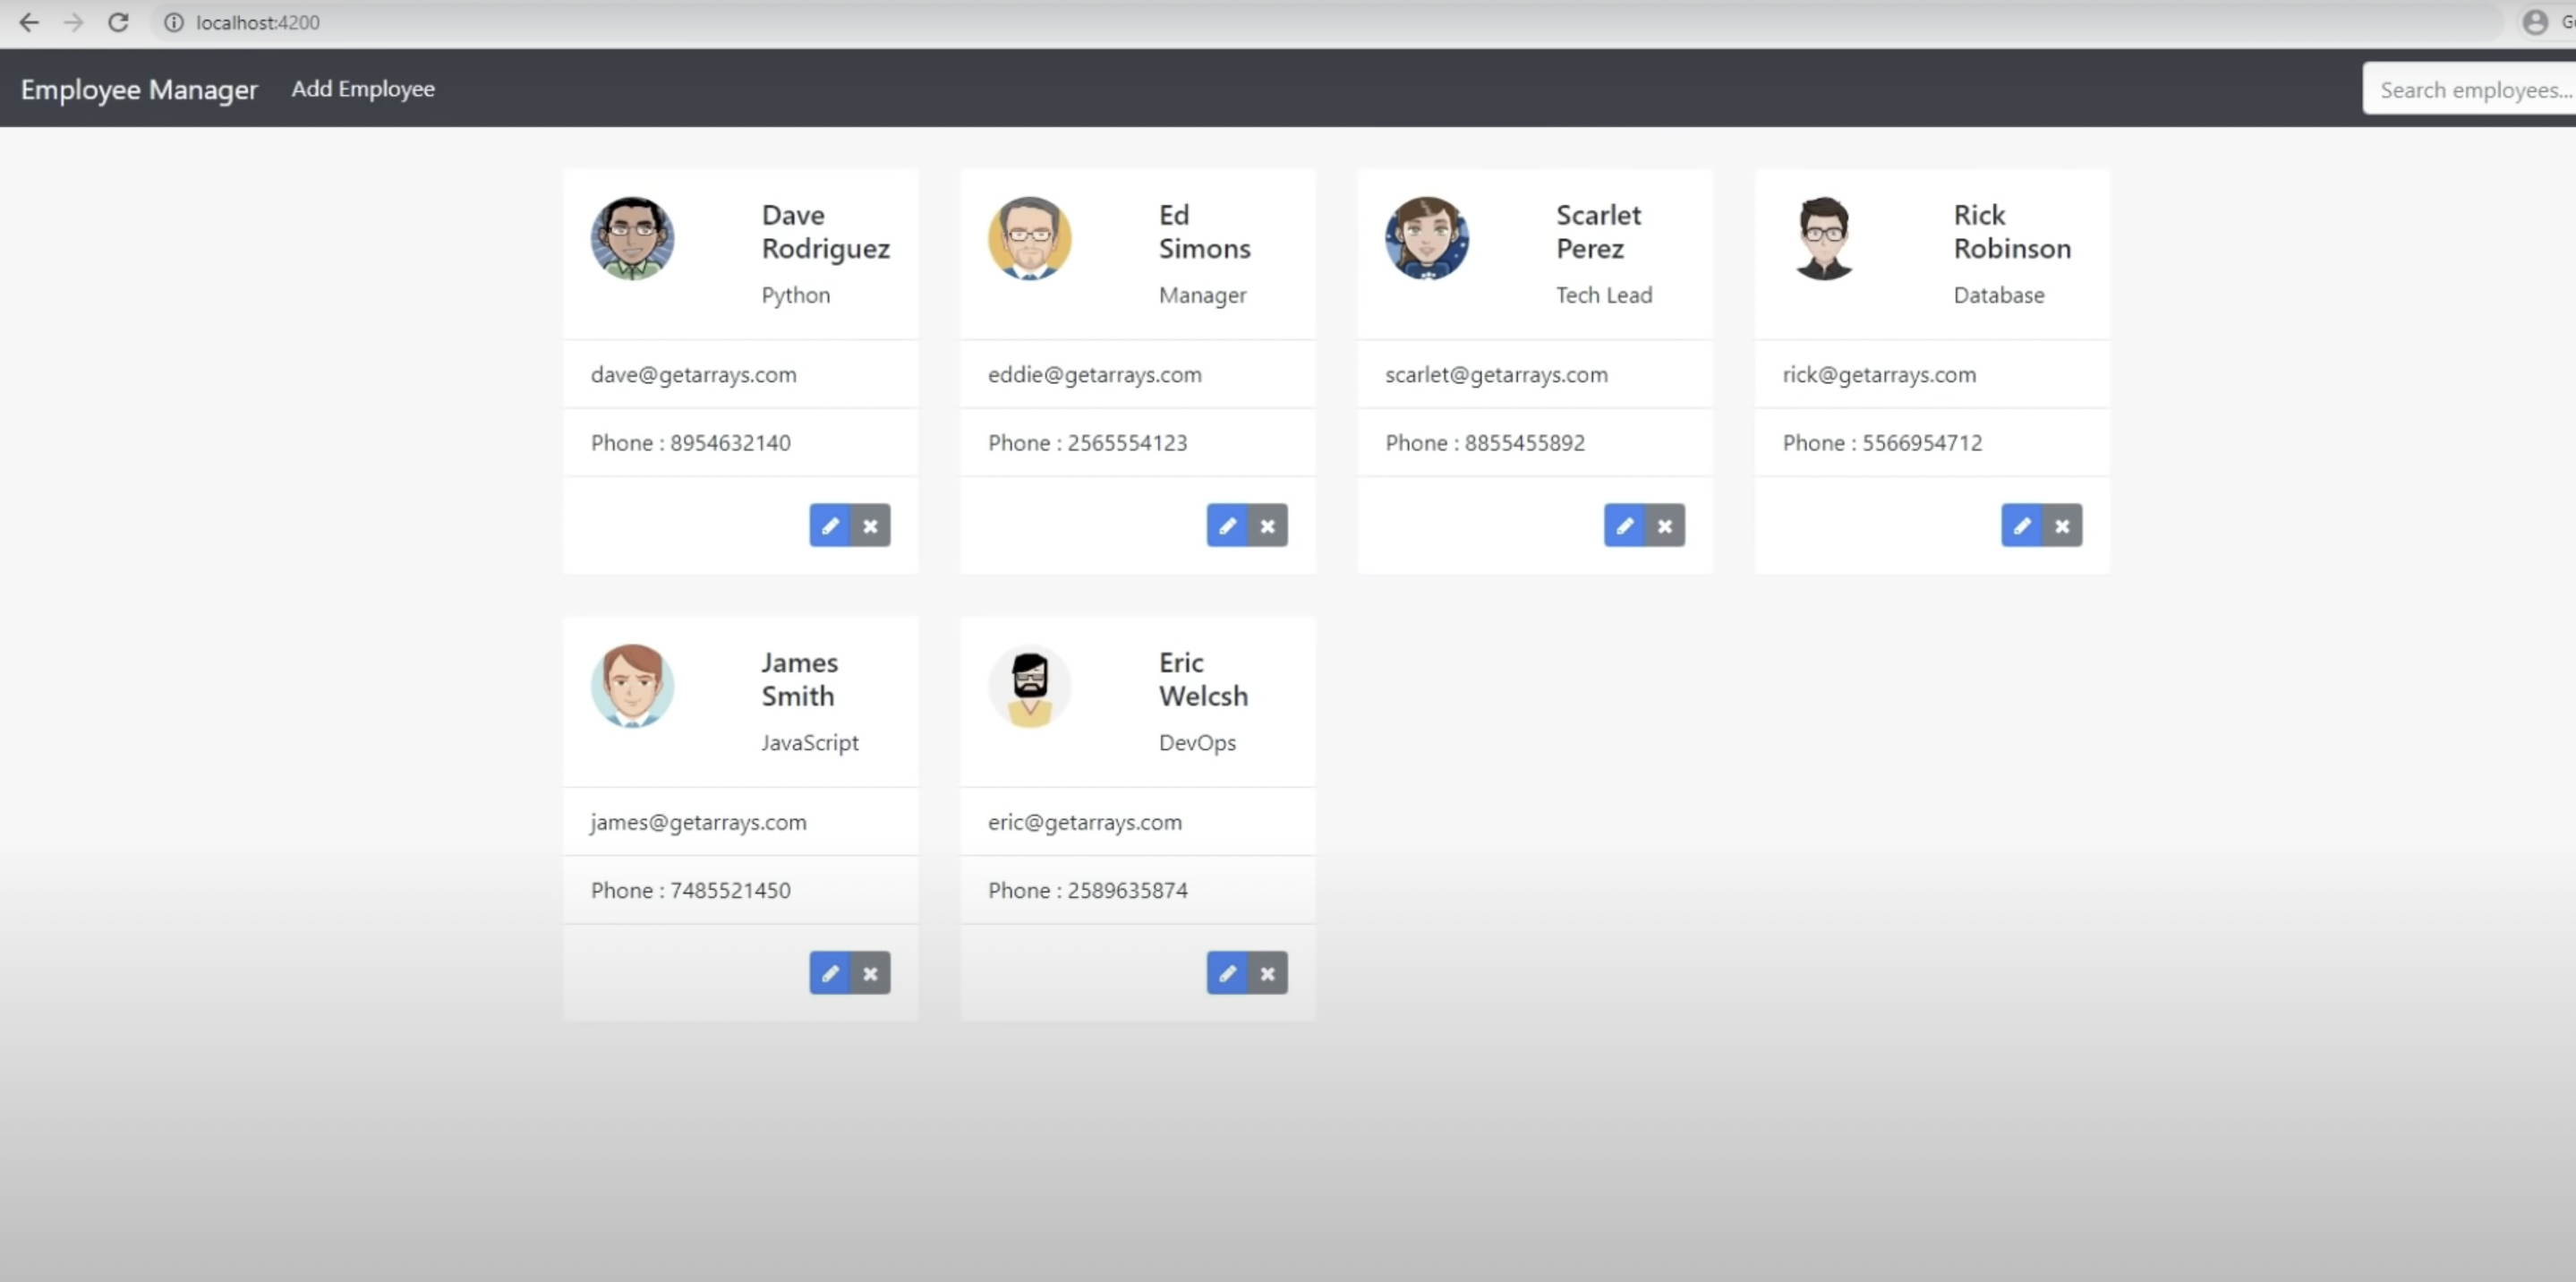 localhost:4200
Employee Manager
Add Employee
Search employees...
Dave
Rodriguez
Python
dave@getarrays.com
Phone : 8954632140
Ed
Simons
Manager
eddie@getarrays.com
Phone : 2565554123
Scarlet
Perez
Tech Lead
scarlet@getarrays.com
Phone : 8855455892
Rick
Robinson
Database
rick@getarrays.com
Phone : 5566954712
James
Smith
JavaScript
james@getarrays.com
Phone : 7485521450
Eric
Welcsh
DevOps
eric@getarrays.com
Phone : 2589635874